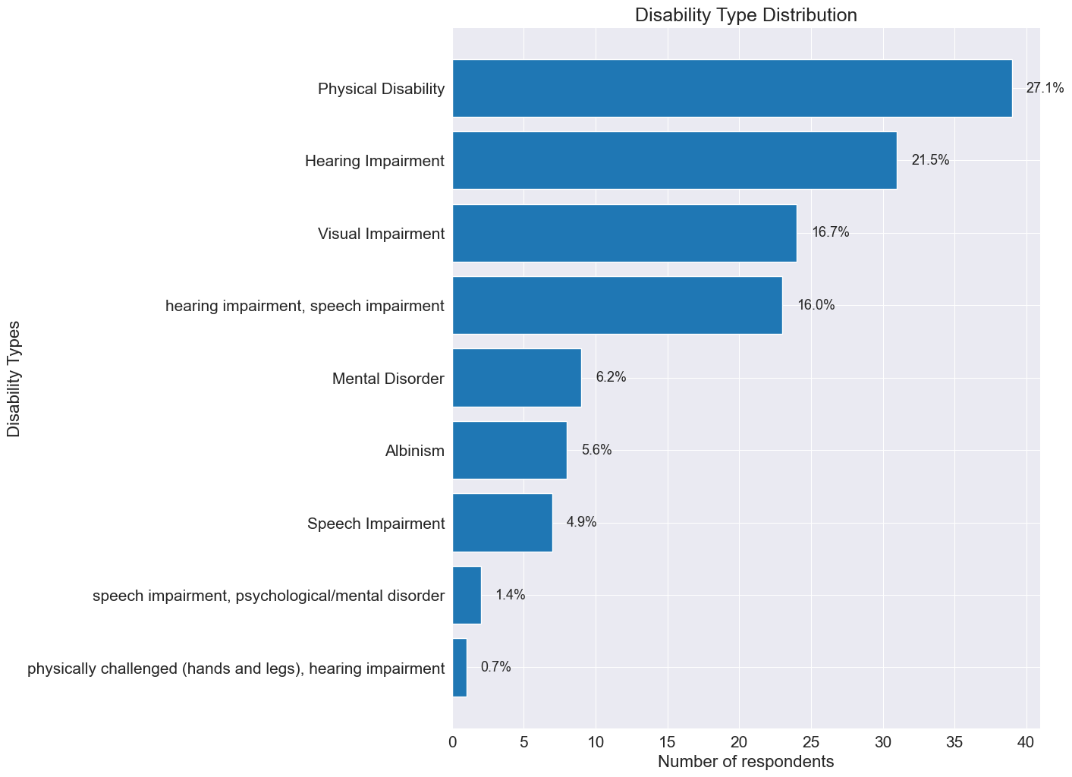 Disability Type Distribution
Physical Disability
27.1%
Hearing Impairment
21.5%
Visual Impairment
16.7%
hearing impairment, speech impairment
16.0%
Mental Disorder
6.2%
Albinism
5.6%
Speech Impairment
4.9%
speech impairment, psychological/mental disorder
1.4%
physically challenged (hands and legs), hearing impairment
0.7%
Disability Types
0 5 10 15 20 25 30 35 40
Number of respondents